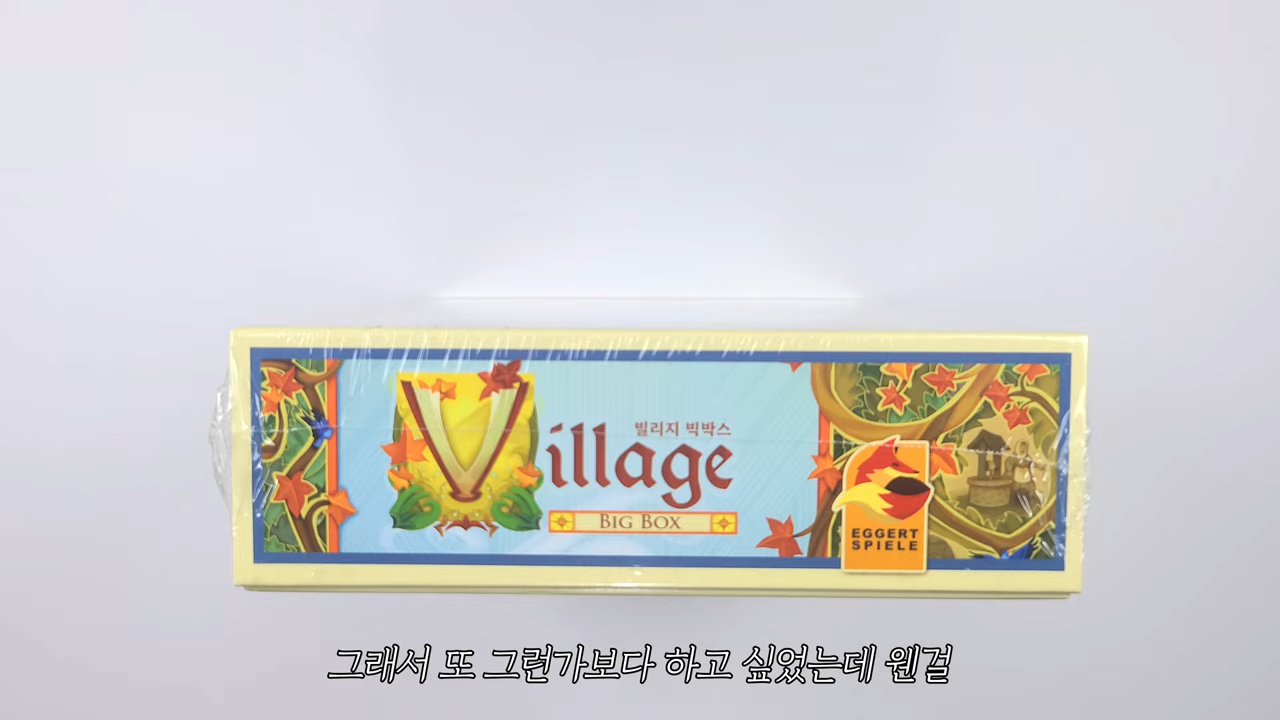 빌리지 빅박스
Village
BIG BOX
EGGERT
SPIELE
그래서 또 그런가보다 하고 싶었는데 웬걸